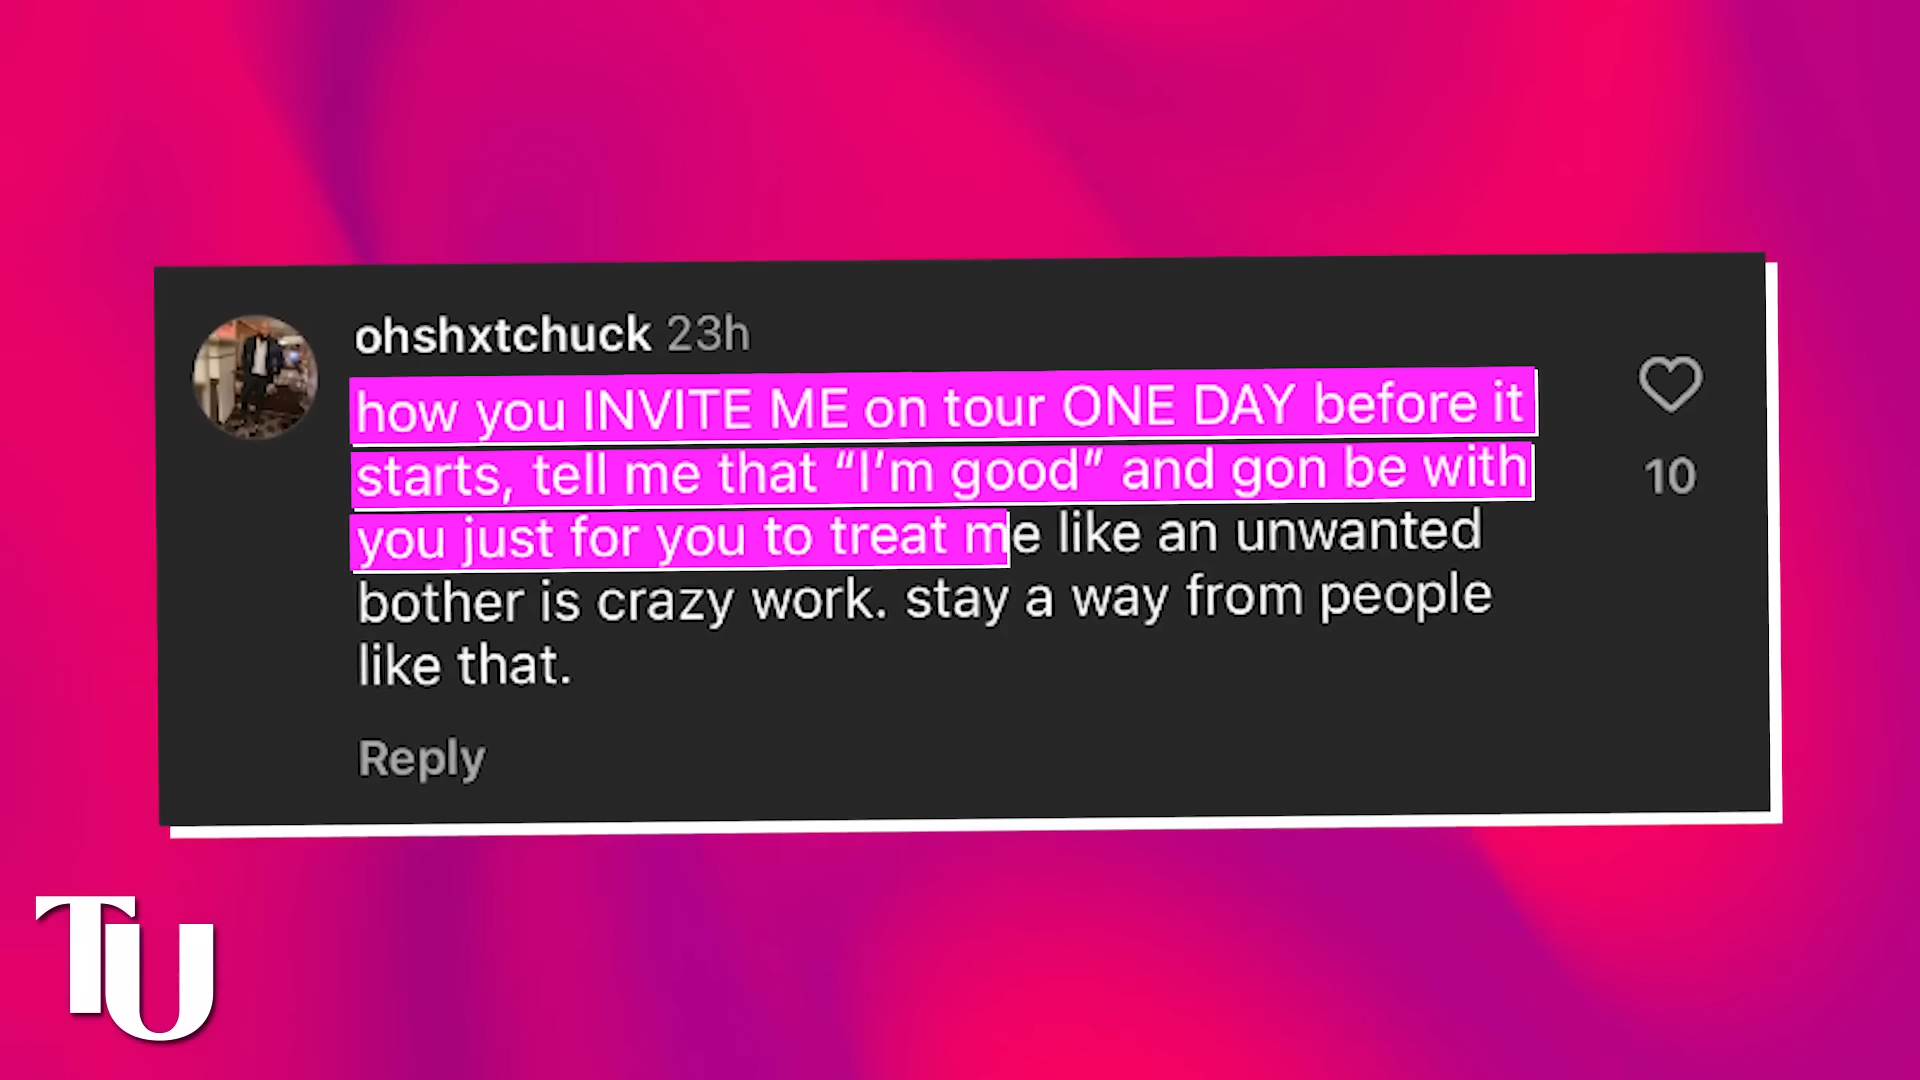 ohshxtchuck 23h
how you INVITE ME on tour ONE DAY before it
starts, tell me that “I’m good” and gon be with
you just for you to treat me like an unwanted
bother is crazy work. stay a way from people
like that.
10
Reply
TU